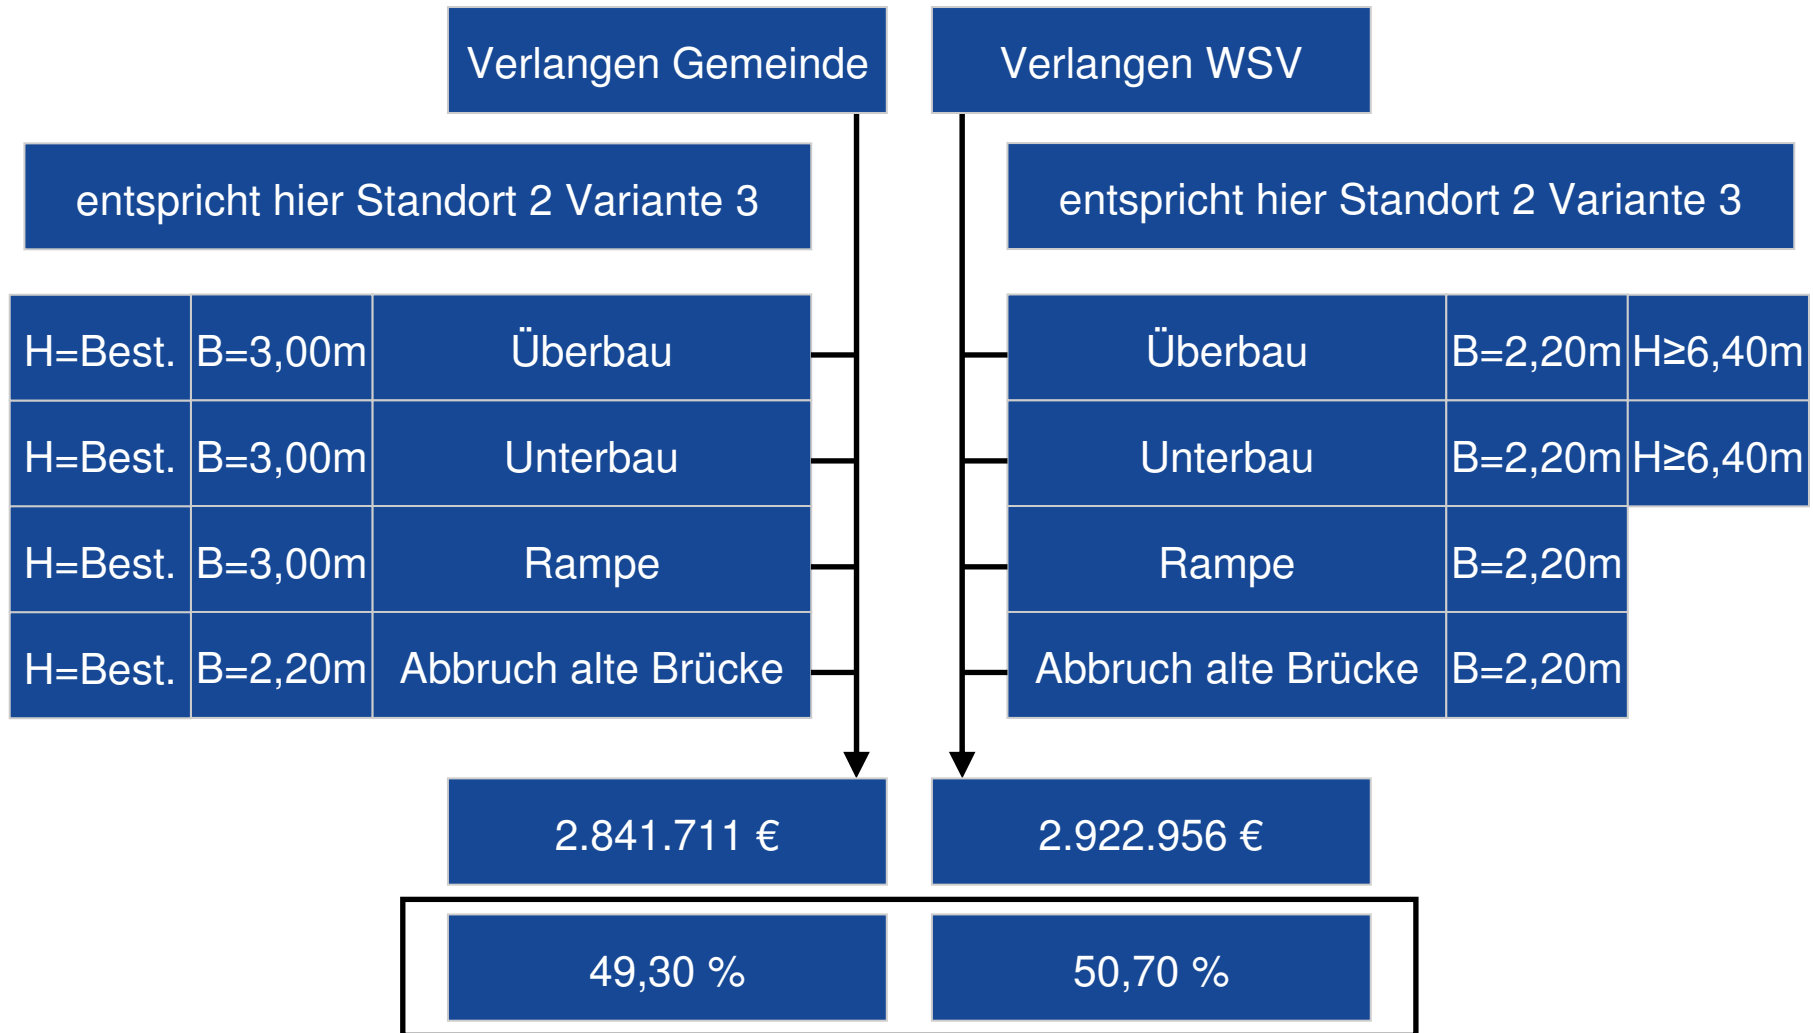 Verlangen Gemeinde
Verlangen WSV
entspricht hier Standort 2 Variante 3
entspricht hier Standort 2 Variante 3
H=Best. B=3,00m Überbau
Überbau B=2,20m H≥6,40m
H=Best. B=3,00m Unterbau
Unterbau B=2,20m H≥6,40m
H=Best. B=3,00m Rampe
Rampe B=2,20m
H=Best. B=2,20m Abbruch alte Brücke
Abbruch alte Brücke B=2,20m
2.841.711 €
2.922.956 €
49,30 %
50,70 %